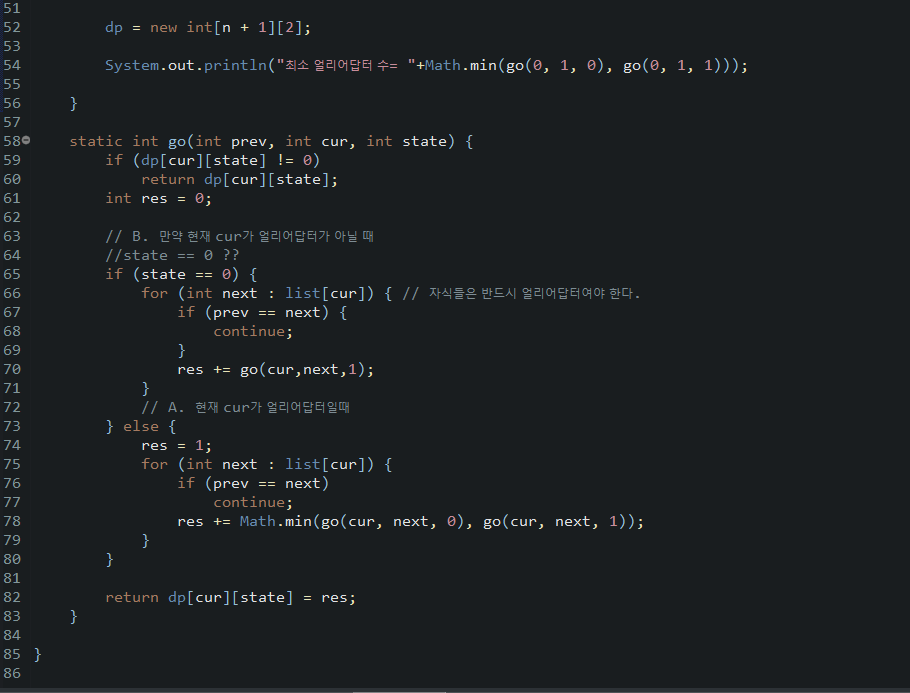 51
52 dp = new int[n + 1][2];
53
54 System.out.println("최소 얼리어답터 수= "+Math.min(go(0, 1, 0), go(0, 1, 1)));
55
56 }
57
58 static int go(int prev, int cur, int state) {
59 if (dp[cur][state] != 0)
60 return dp[cur][state];
61 int res = 0;
62
63 // B. 만약 현재 cur가 얼리어답터가 아닐 때
64 //state == 0 ??
65 if (state == 0) {
66 for (int next : list[cur]) { // 자식들은 반드시 얼리어답터여야 한다.
67 if (prev == next) {
68 continue;
69 }
70 res += go(cur,next,1);
71 }
72 // A. 현재 cur가 얼리어답터일때
73 } else {
74 res = 1;
75 for (int next : list[cur]) {
76 if (prev == next)
77 continue;
78 res += Math.min(go(cur, next, 0), go(cur, next, 1));
79 }
80 }
81
82 return dp[cur][state] = res;
83 }
84
85 }
86